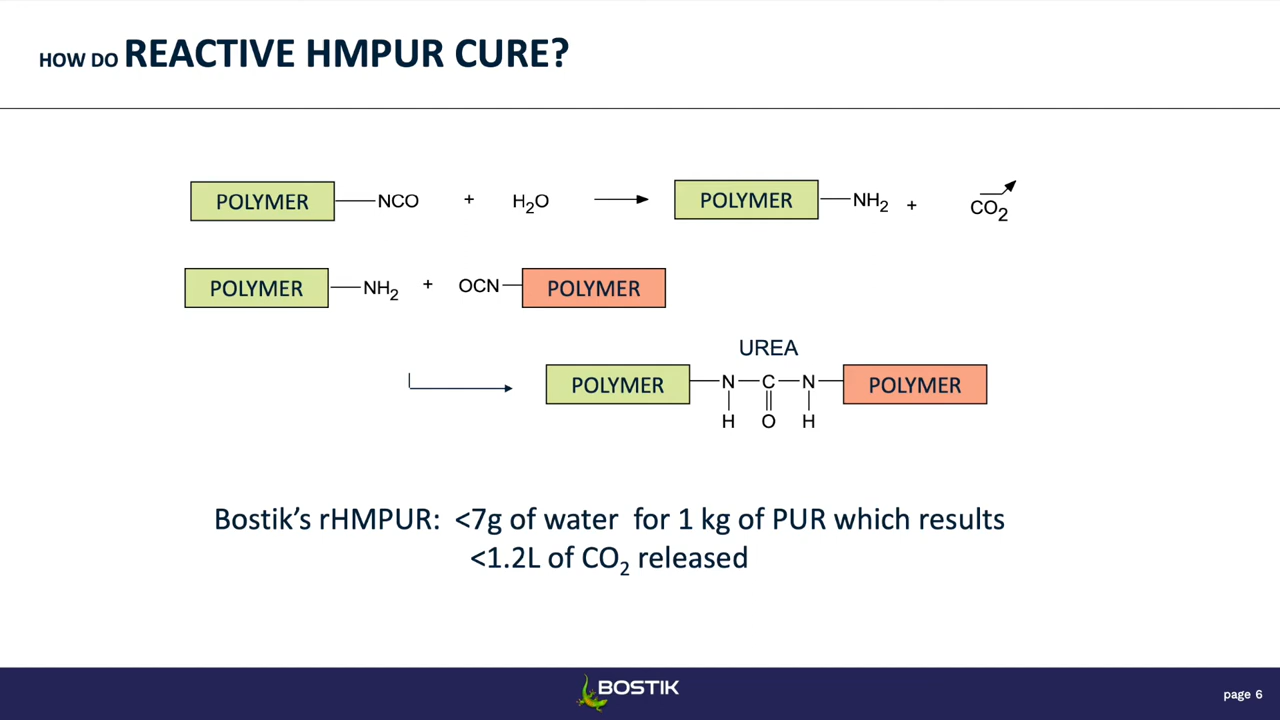 HOW DO REACTIVE HMPUR CURE?
POLYMER NCO + H₂O POLYMER NH₂ + CO₂
POLYMER NH₂ + OCN POLYMER
UREA
POLYMER N C N POLYMER
H O H
Bostik’s rHMPUR: <7g of water for 1 kg of PUR which results
<1.2L of CO₂ released
BOSTIK
page 6